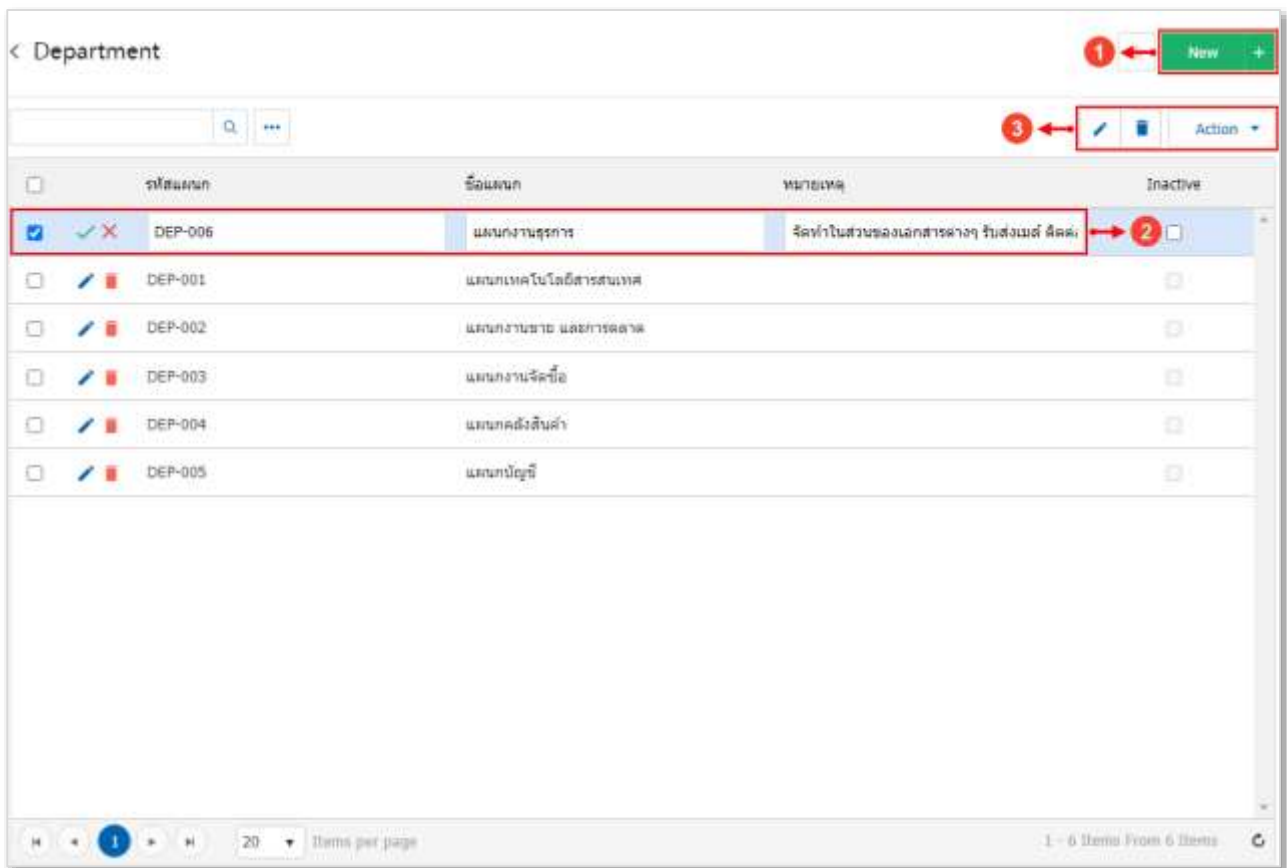 < Department
1
New +
3
Action
รหัสแผนก ชื่อแผนก หมายเหตุ Inactive
DEP-006 แผนกงานธุรการ จัดทำในส่วนของเอกสารต่างๆ รับส่งเมล์ ติดต่อ
2
DEP-001 แผนกเทคโนโลยีสารสนเทศ
DEP-002 แผนกงานขาย และการตลาด
DEP-003 แผนกงานจัดซื้อ
DEP-004 แผนกคลังสินค้า
DEP-005 แผนกบัญชี
1 20 Items per page 1 - 6 Items From 6 Items